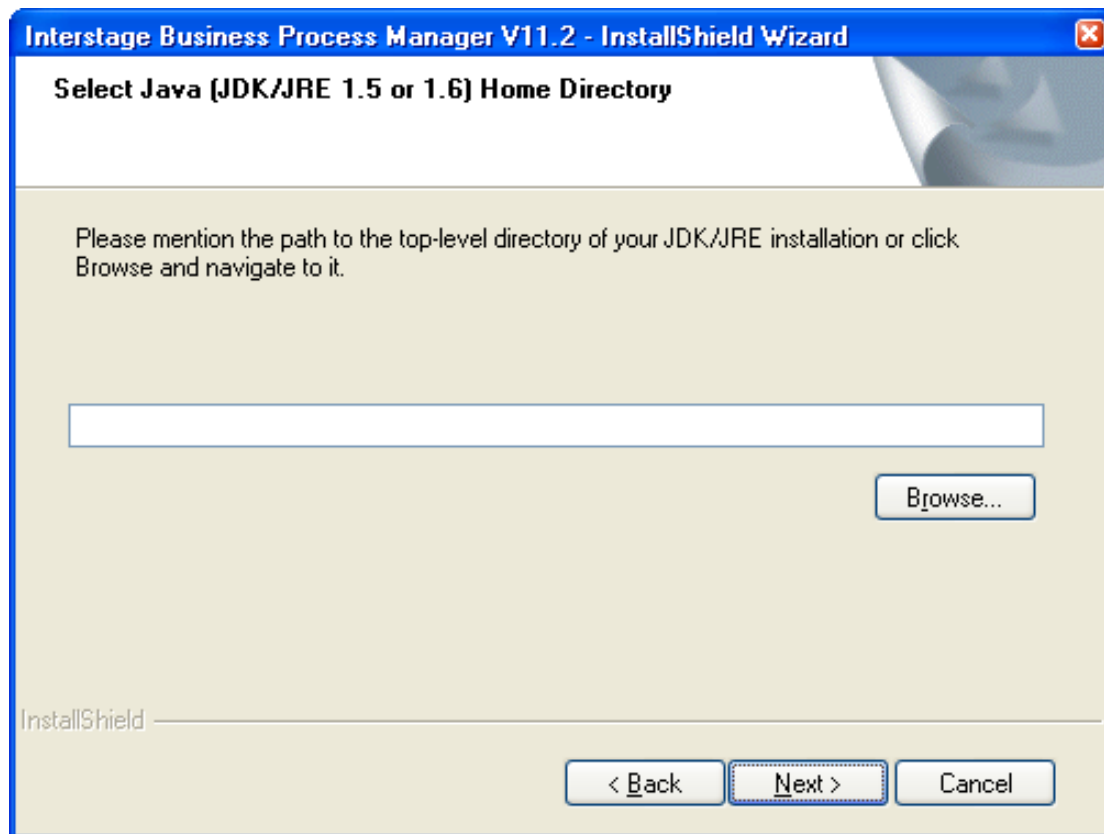 Interstage Business Process Manager V11.2 - InstallShield Wizard
Select Java (JDK/JRE 1.5 or 1.6) Home Directory
Please mention the path to the top-level directory of your JDK/JRE installation or click
Browse and navigate to it.
Browse...
InstallShield
< Back Next > Cancel